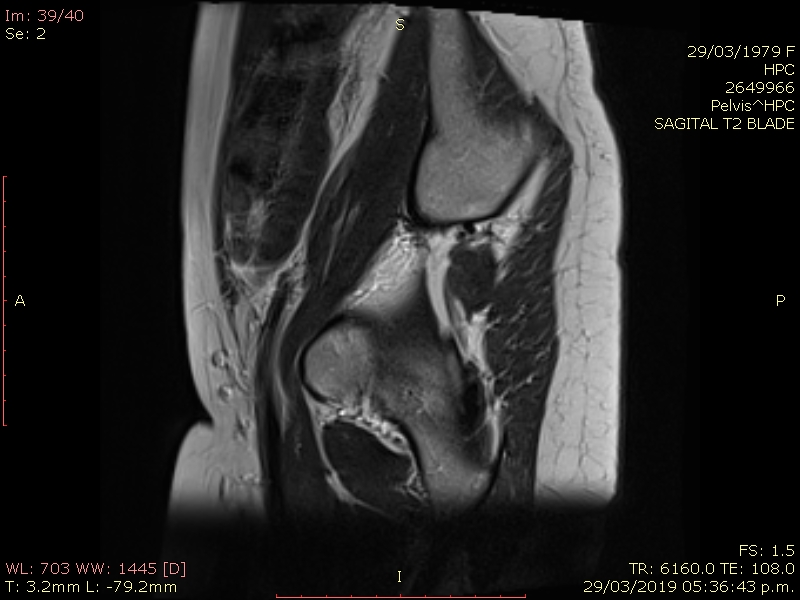 Im: 39/40
Se: 2
S
29/03/1979 F
HPC
2649966
Pelvis^HPC
SAGITAL T2 BLADE
A
P
WL: 703 WW: 1445 [D]
T: 3.2mm L: -79.2mm
I
FS: 1.5
TR: 6160.0 TE: 108.0
29/03/2019 05:36:43 p.m.